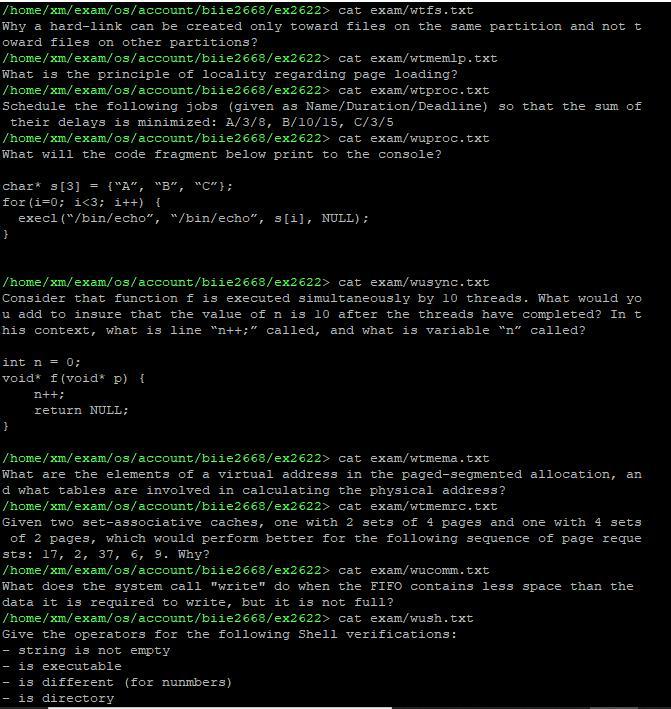 /home/xm/exam/os/account/biie2668/ex2622> cat exam/wtfs.txt
Why a hard-link can be created only toward files on the same partition and not t
oward files on other partitions?
/home/xm/exam/os/account/biie2668/ex2622> cat exam/wtmemlp.txt
What is the principle of locality regarding page loading?
/home/xm/exam/os/account/biie2668/ex2622> cat exam/wtproc.txt
Schedule the following jobs (given as Name/Duration/Deadline) so that the sum of
 their delays is minimized: A/3/8, B/10/15, C/3/5
/home/xm/exam/os/account/biie2668/ex2622> cat exam/wuproc.txt
What will the code fragment below print to the console?
char* s[3] = {“A”, “B”, “C”};
for(i=0; i<3; i++) {
  execl(“/bin/echo”, “/bin/echo”, s[i], NULL);
}
/home/xm/exam/os/account/biie2668/ex2622> cat exam/wusync.txt
Consider that function f is executed simultaneously by 10 threads. What would yo
u add to insure that the value of n is 10 after the threads have completed? In t
his context, what is line “n++;” called, and what is variable “n” called?
int n = 0;
void* f(void* p) {
    n++;
    return NULL;
}
/home/xm/exam/os/account/biie2668/ex2622> cat exam/wtmema.txt
What are the elements of a virtual address in the paged-segmented allocation, an
d what tables are involved in calculating the physical address?
/home/xm/exam/os/account/biie2668/ex2622> cat exam/wtmemrc.txt
Given two set-associative caches, one with 2 sets of 4 pages and one with 4 sets
 of 2 pages, which would perform better for the following sequence of page reque
sts: 17, 2, 37, 6, 9. Why?
/home/xm/exam/os/account/biie2668/ex2622> cat exam/wucomm.txt
What does the system call "write" do when the FIFO contains less space than the
data it is required to write, but it is not full?
/home/xm/exam/os/account/biie2668/ex2622> cat exam/wush.txt
Give the operators for the following Shell verifications:
- string is not empty
- is executable
- is different (for nunmbers)
- is directory